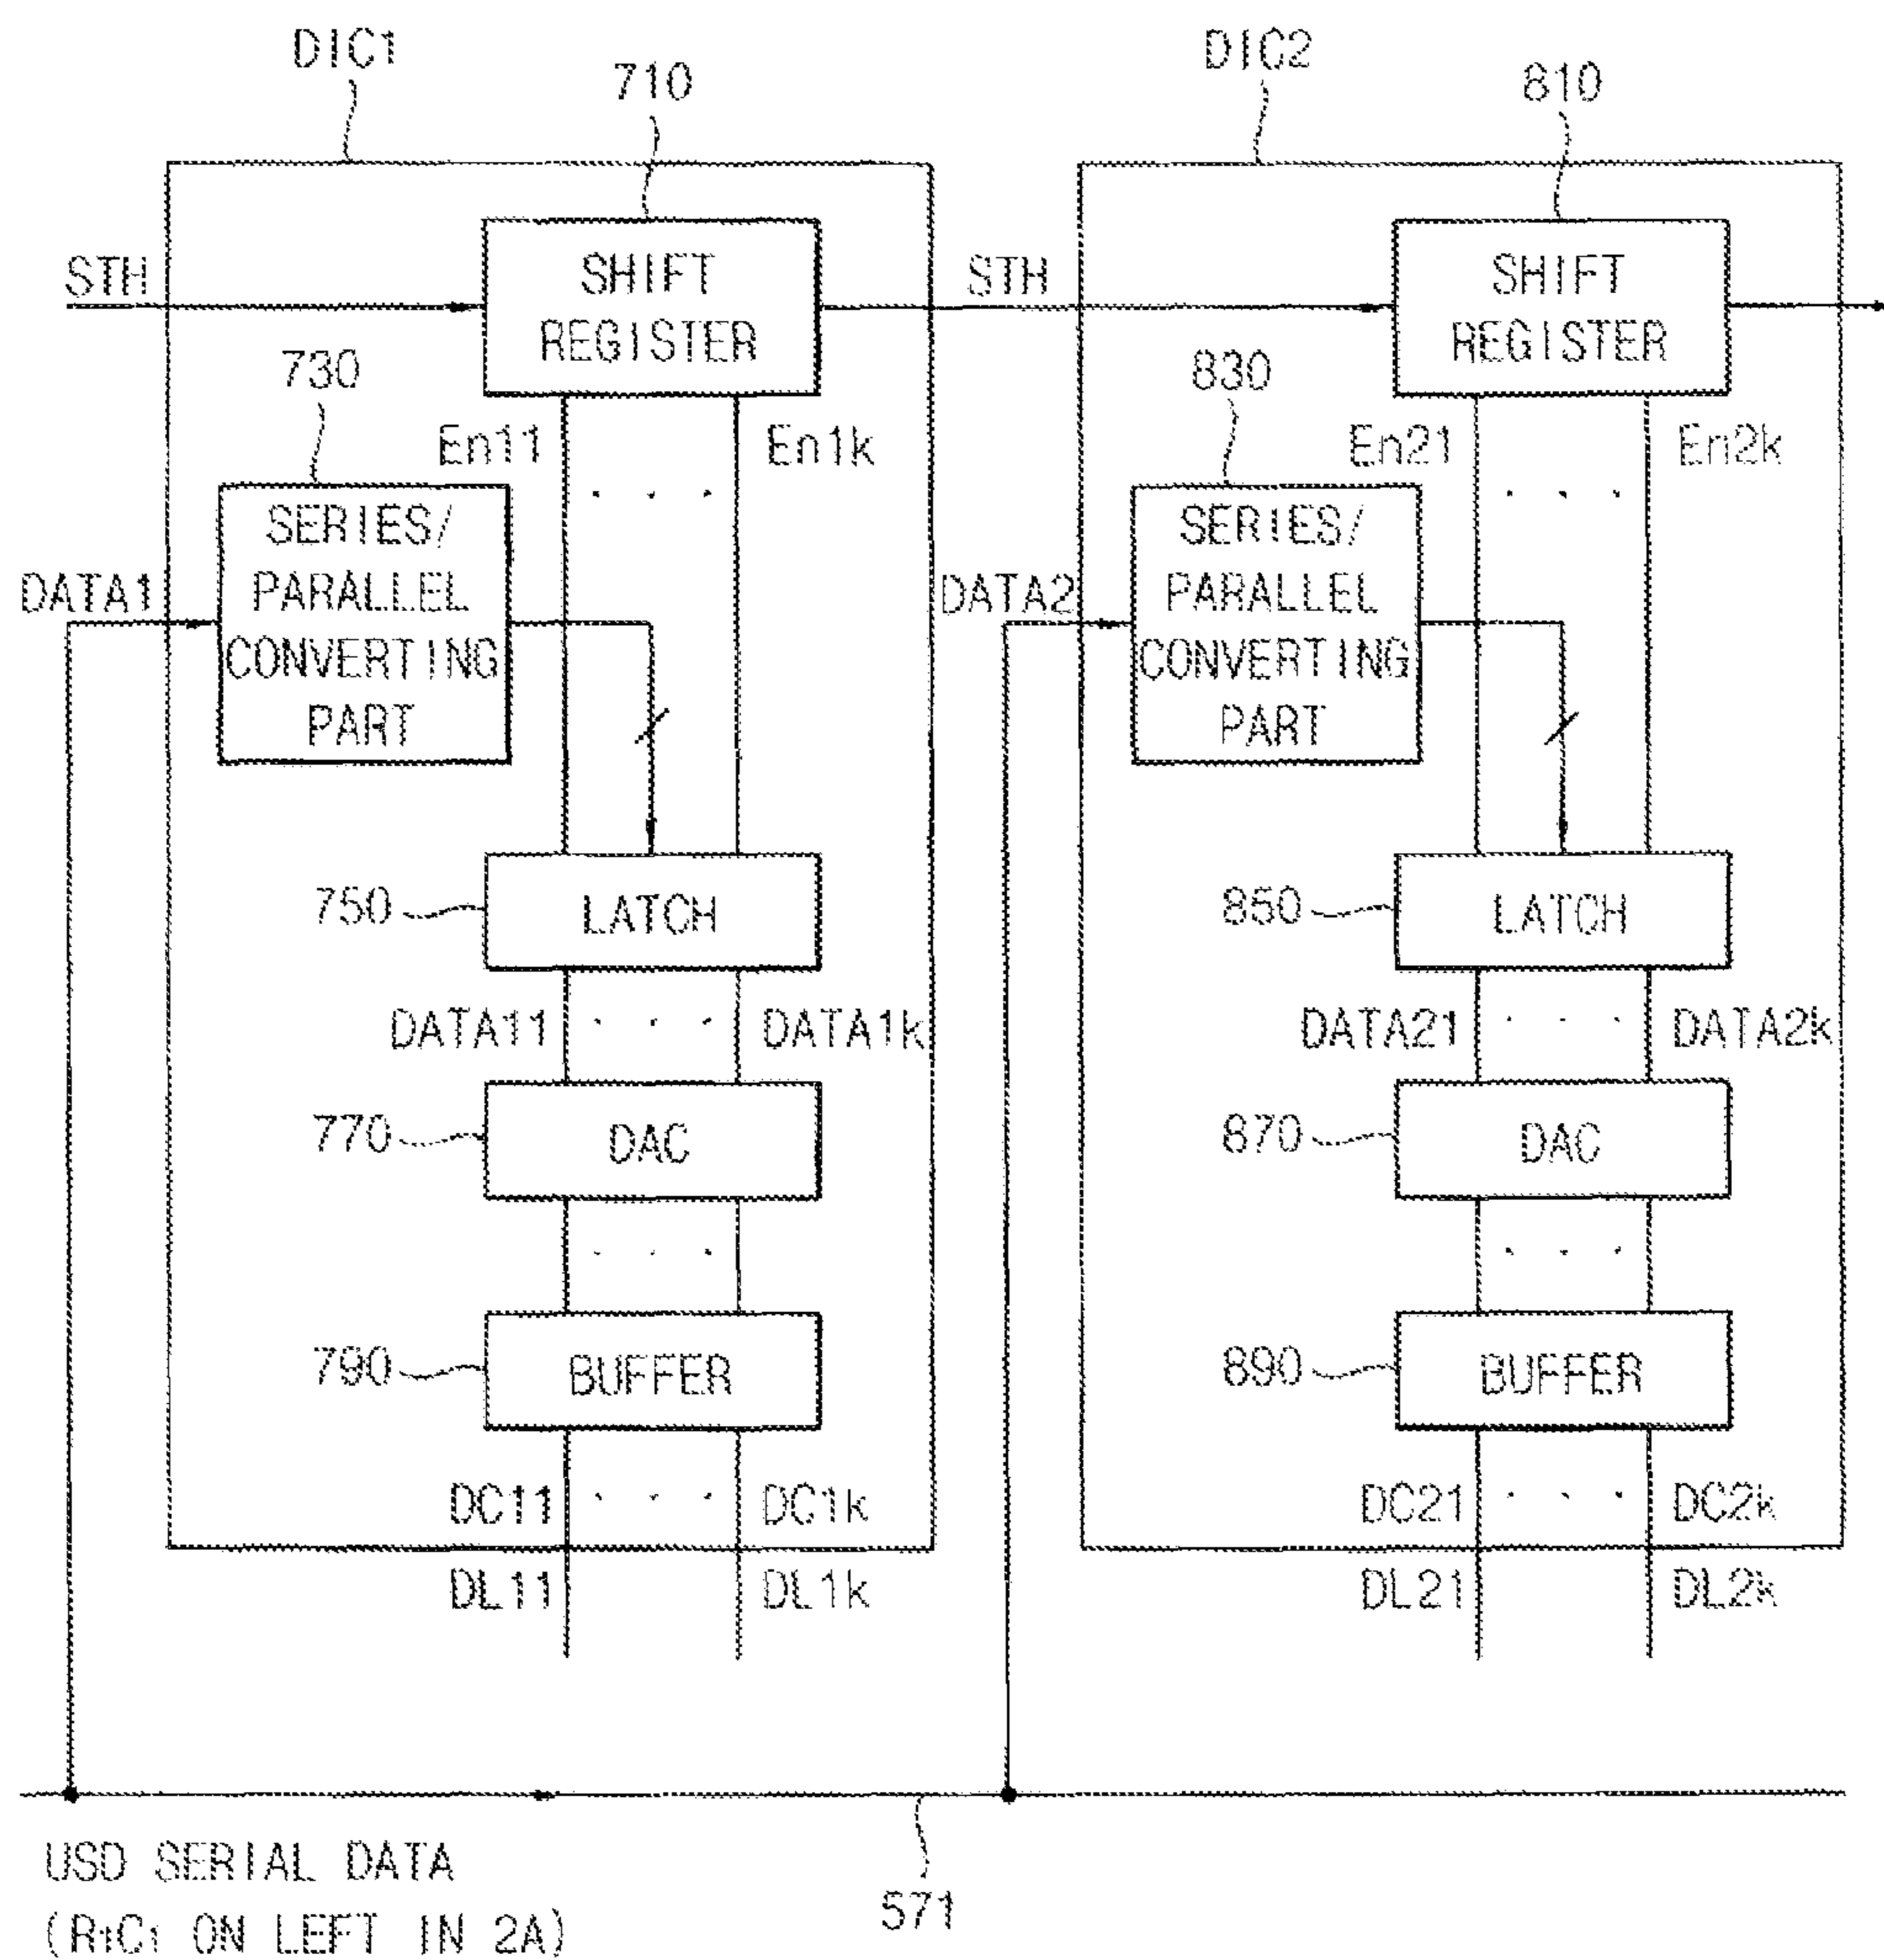 DIC1
DIC2
710
810
STH
SHIFT
REGISTER
STH
SHIFT
REGISTER
730
830
En11
En1k
En21
En2k
SERIES/
PARALLEL
CONVERTING
PART
SERIES/
PARALLEL
CONVERTING
PART
DATA1
DATA2
750
LATCH
850
LATCH
DATA11
DATA1k
DATA21
DATA2k
770
DAC
870
DAC
790
BUFFER
890
BUFFER
DC11
DC1k
DC21
DC2k
DL11
DL1k
DL21
DL2k
USD SERIAL DATA
(R1C1 ON LEFT IN 2A)
571